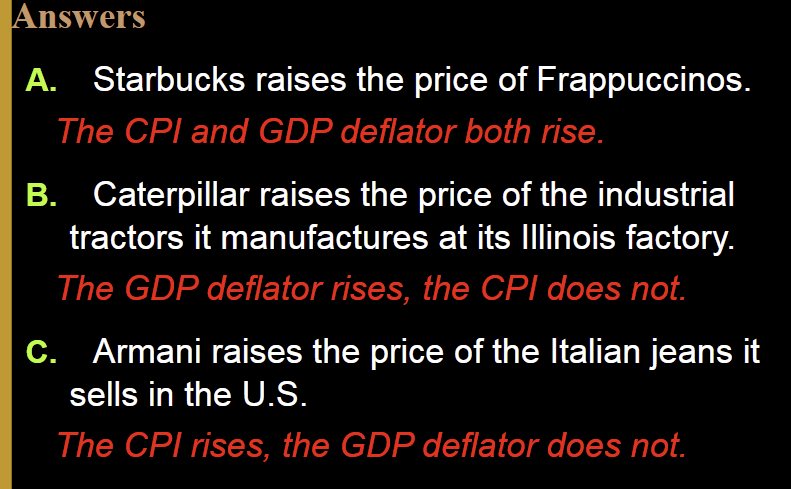 Answers
A. Starbucks raises the price of Frappuccinos.
The CPI and GDP deflator both rise.
B. Caterpillar raises the price of the industrial
tractors it manufactures at its Illinois factory.
The GDP deflator rises, the CPI does not.
C. Armani raises the price of the Italian jeans it
sells in the U.S.
The CPI rises, the GDP deflator does not.